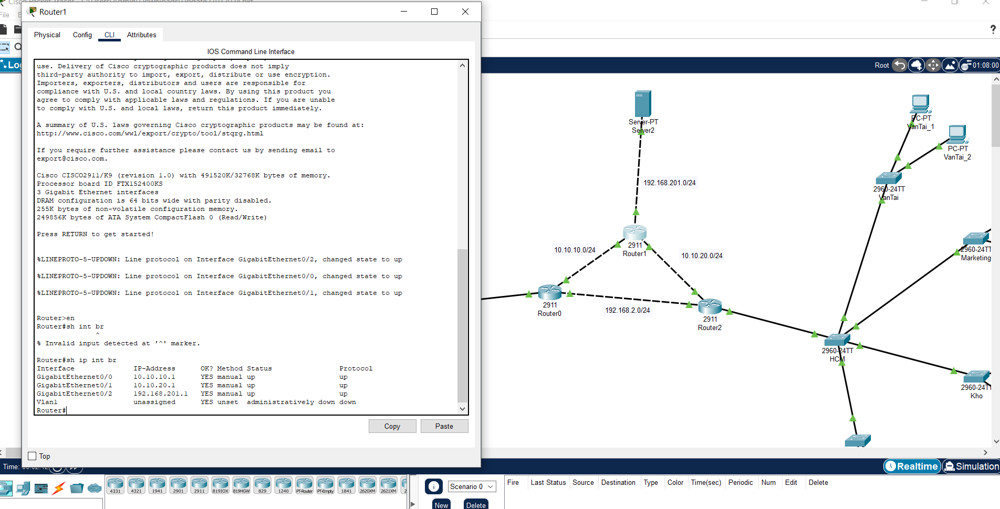 Router1
File
Physical Config CLI Attributes
IOS Command Line Interface
use. Delivery of Cisco cryptographic products does not imply
third-party authority to import, export, distribute or use encryption.
Importers, exporters, distributors and users are responsible for
compliance with U.S. and local country laws. By using this product you
agree to comply with applicable laws and regulations. If you are unable
to comply with U.S. and local laws, return this product immediately.
A summary of U.S. laws governing Cisco cryptographic products may be found at:
http://www.cisco.com/wwl/export/crypto/tool/stqrg.html
If you require further assistance please contact us by sending email to
export@cisco.com.
Cisco CISCO2911/K9 (revision 1.0) with 491520K/32768K bytes of memory.
Processor board ID FTX152400KS
3 Gigabit Ethernet interfaces
DRAM configuration is 64 bits wide with parity disabled.
255K bytes of non-volatile configuration memory.
249856K bytes of ATA System CompactFlash 0 (Read/Write)
Press RETURN to get started!
%LINEPROTO-5-UPDOWN: Line protocol on Interface GigabitEthernet0/2, changed state to up
%LINEPROTO-5-UPDOWN: Line protocol on Interface GigabitEthernet0/0, changed state to up
%LINEPROTO-5-UPDOWN: Line protocol on Interface GigabitEthernet0/1, changed state to up
Router>en
Router#sh int br
^
% Invalid input detected at '^' marker.
Router#sh ip int br
Interface IP-Address OK? Method Status Protocol
GigabitEthernet0/0 10.10.10.1 YES manual up up
GigabitEthernet0/1 10.10.20.1 YES manual up up
GigabitEthernet0/2 192.168.201.1 YES manual up up
Vlan1 unassigned YES unset administratively down down
Router#
Copy Paste
Top
?
Root 01:08:00
Server-PT
Server2
PC-PT
VanTai_1
PC-PT
VanTai_2
192.168.201.0/24
2960-24TT
VanTai
10.10.10.0/24
2911
Router1
10.10.20.0/24
2960-24TT
Marketing
2911
Router0
192.168.2.0/24
2911
Router2
2960-24TT
HCM
2960-24TT
Kho
Time:
Realtime Simulation
4331 4321 1941 2901 2911 819IOX 819HGW 829 1240 PT-Router PT-Empty 1841 2620XM 2621XM
Scenario 0
New Delete
Fire Last Status Source Destination Type Color Time(sec) Periodic Num Edit Delete